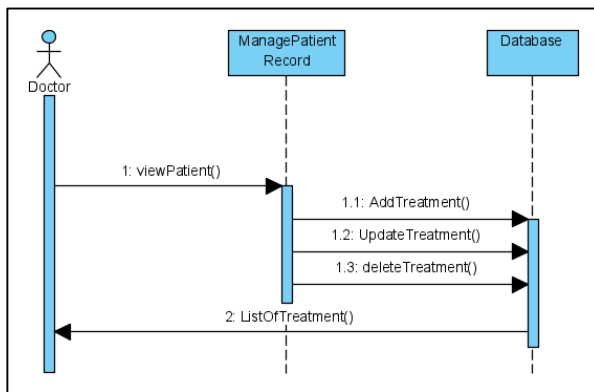 ManagePatient
Record
Database
Doctor
1: viewPatient()
1.1: AddTreatment()
1.2: UpdateTreatment()
1.3: deleteTreatment()
2: ListOfTreatment()